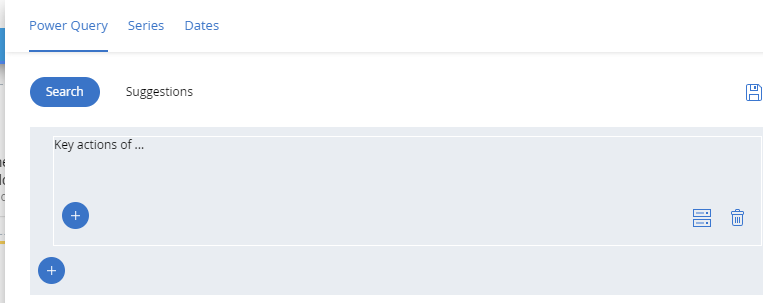 Power Query Series Dates
Search Suggestions
Key actions of ...